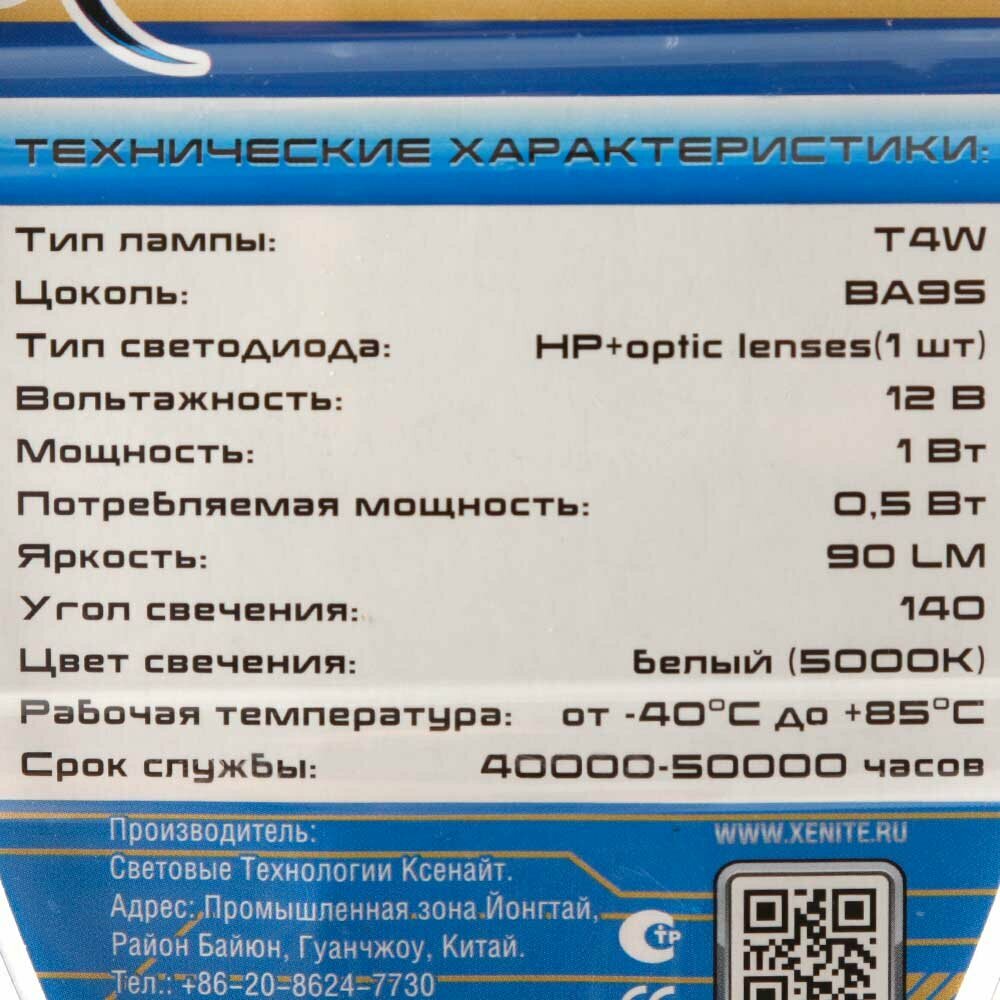 ТЕХНИЧЕСКИЕ ХАРАКТЕРИСТИКИ:
Тип лампы: T4W
Цоколь: BA9S
Тип светодиода: HP+optic lenses(1 шт)
Вольтажность: 12 В
Мощность: 1 Вт
Потребляемая мощность: 0,5 Вт
Яркость: 90 LM
Угол свечения: 140
Цвет свечения: Белый (5000K)
Рабочая температура: от -40°C до +85°C
Срок службы: 40000-50000 часов
Производитель:
Световые Технологии Ксенайт.
Адрес: Промышленная зона Йонгтай,
Район Байюн, Гуанчжоу, Китай.
Тел.: +86-20-8624-7730
WWW.XENITE.RU